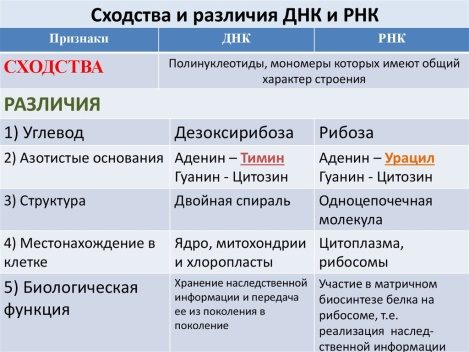 Сходства и различия ДНК и РНК
Признаки ДНК РНК
СХОДСТВА Полинуклеотиды, мономеры которых имеют общий
характер строения
РАЗЛИЧИЯ
1) Углевод Дезоксирибоза Рибоза
2) Азотистые основания Аденин – Тимин Аденин – Урацил
Гуанин - Цитозин Гуанин - Цитозин
3) Структура Двойная спираль Одноцепочечная
молекула
4) Местонахождение в Ядро, митохондрии Цитоплазма,
клетке и хлоропласты рибосомы
5) Биологическая Хранение наследственной Участие в матричном
функция информации и передача биосинтезе белка на
ее из поколения в рибосоме, т.е.
поколение реализация наслед-
ственной информации